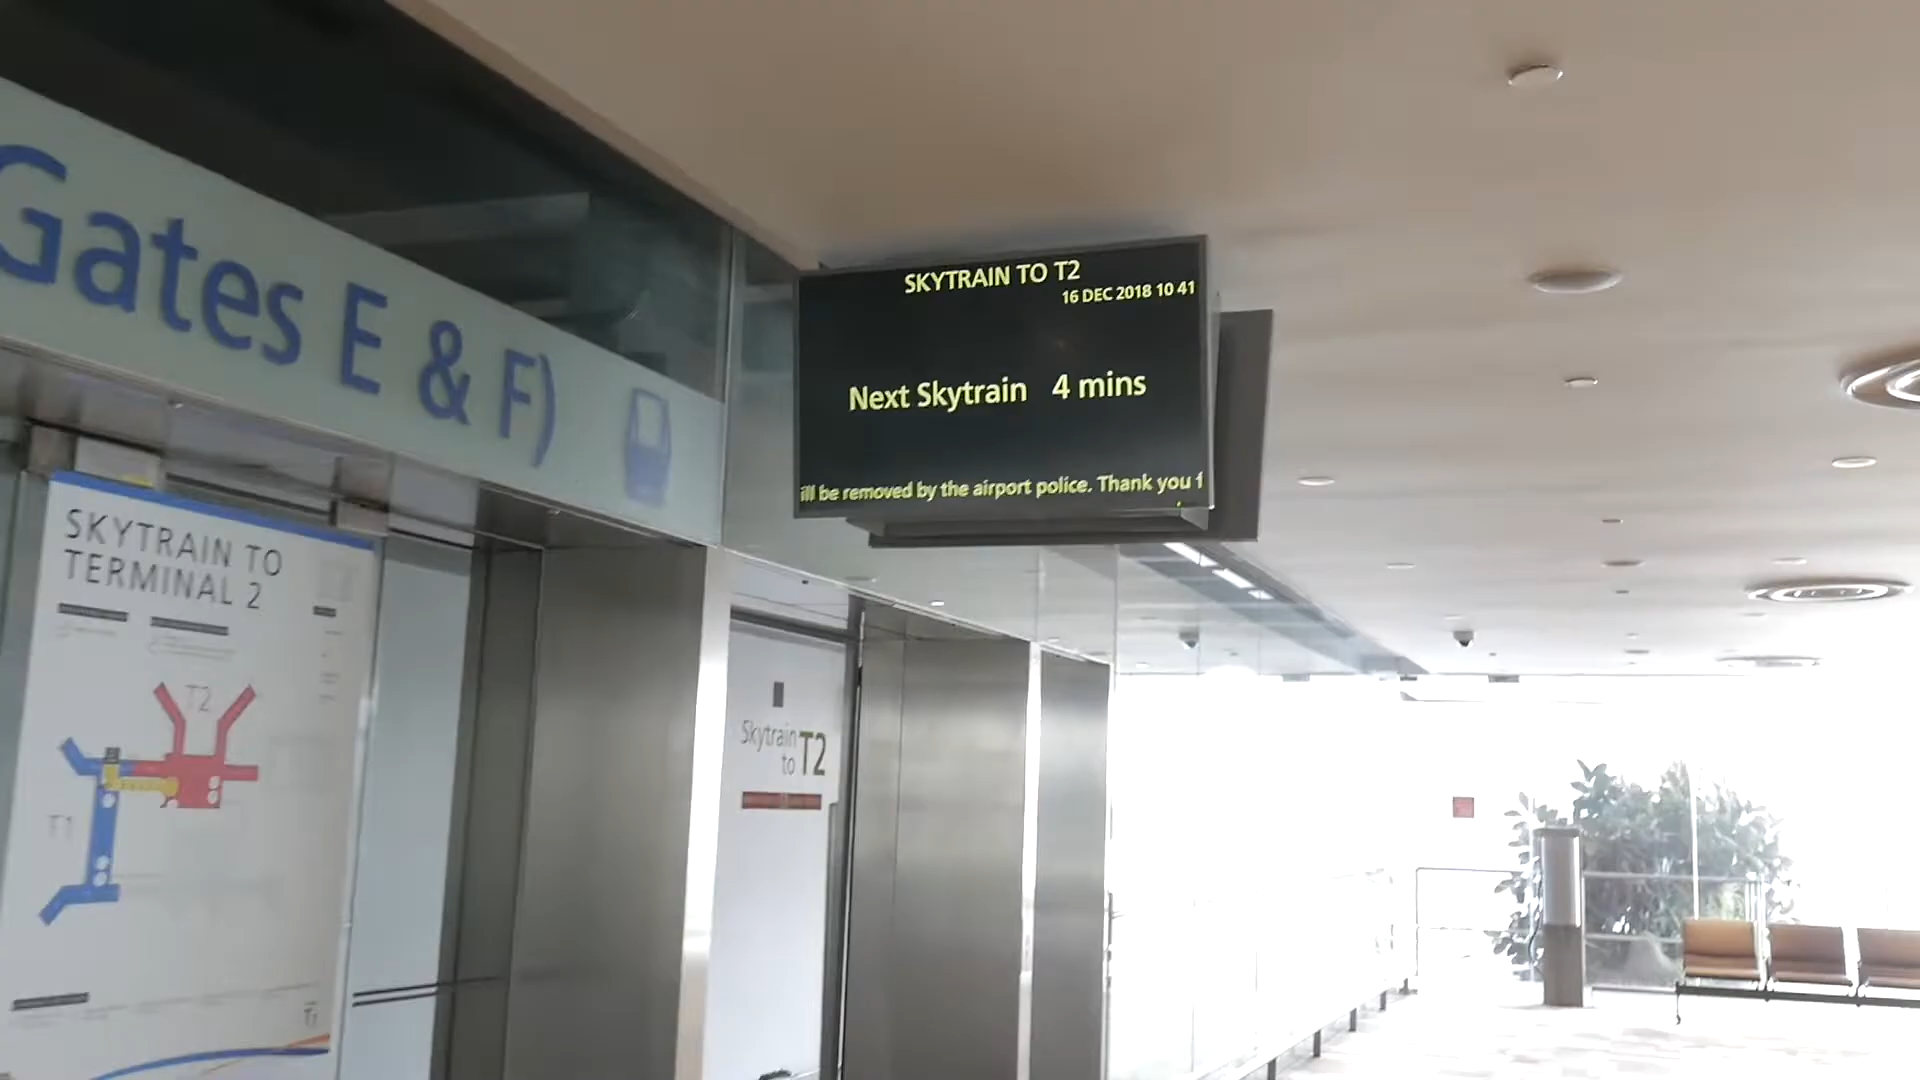 Gates E & F)
SKYTRAIN TO T2
16 DEC 2018 10 41
Next Skytrain 4 mins
ill be removed by the airport police. Thank you f
SKYTRAIN TO
TERMINAL 2
T2
T1
Skytrain
to T2